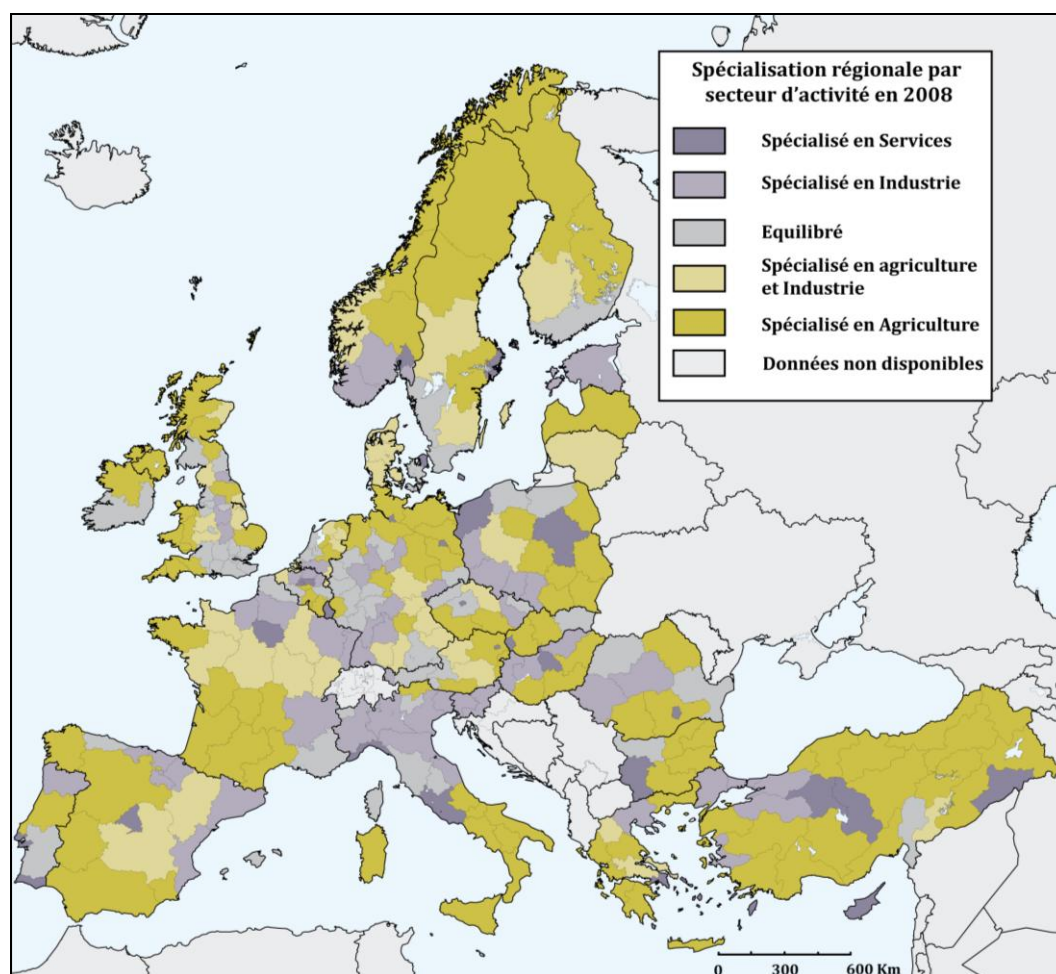 Spécialisation régionale par
secteur d'activité en 2008
Spécialisé en Services
Spécialisé en Industrie
Equilibré
Spécialisé en agriculture
et Industrie
Spécialisé en Agriculture
Données non disponibles
0 300 600 Km